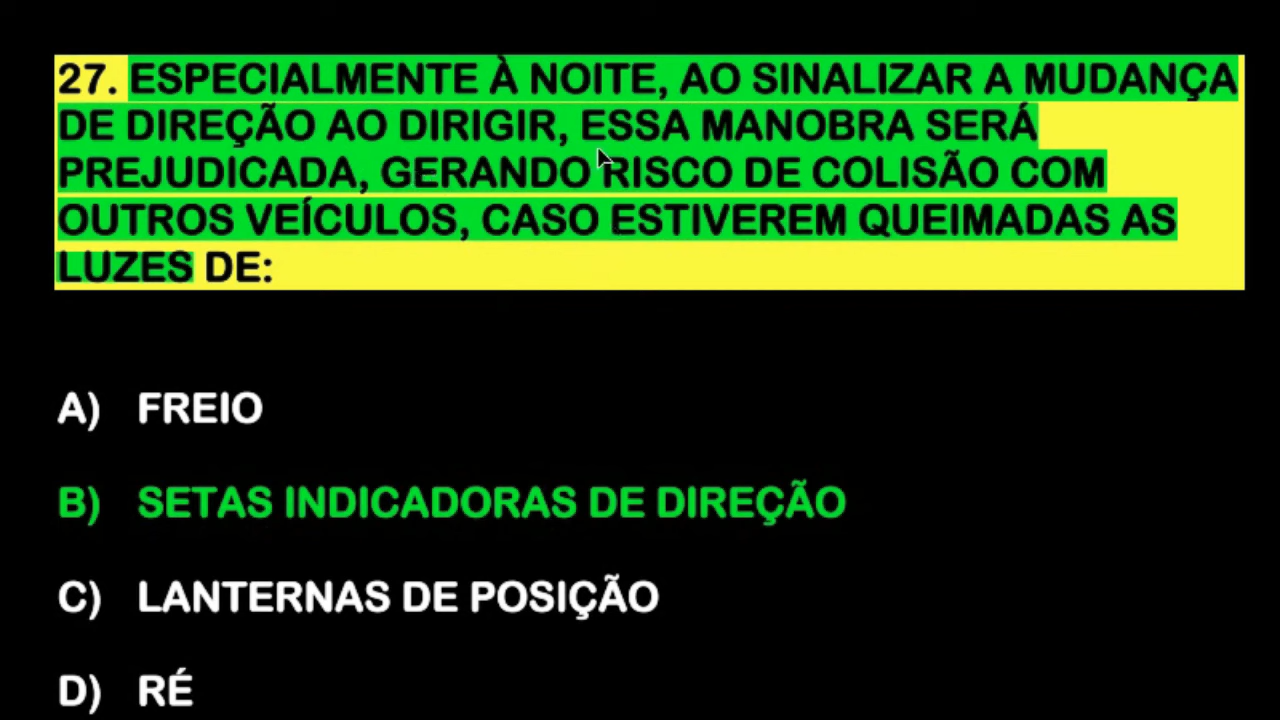 27. ESPECIALMENTE À NOITE, AO SINALIZAR A MUDANÇA
DE DIREÇÃO AO DIRIGIR, ESSA MANOBRA SERÁ
PREJUDICADA, GERANDO RISCO DE COLISÃO COM
OUTROS VEÍCULOS, CASO ESTIVEREM QUEIMADAS AS
LUZES DE:
A) FREIO
B) SETAS INDICADORAS DE DIREÇÃO
C) LANTERNAS DE POSIÇÃO
D) RÉ